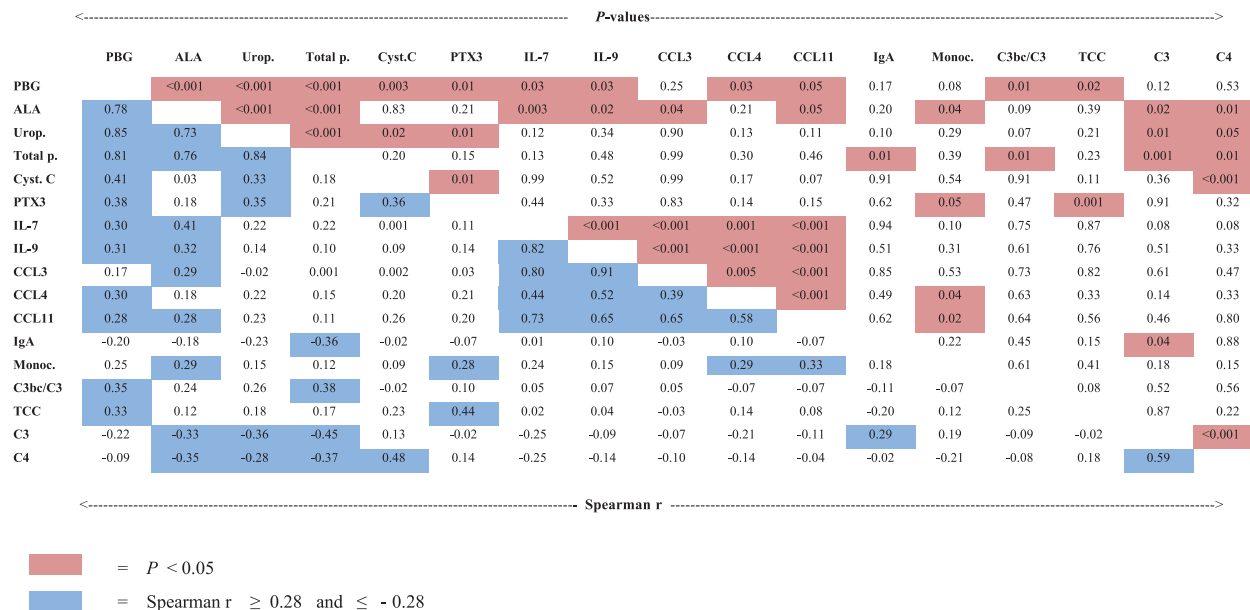 <------------------------------------------------------------ P-values------------------------------------------------------------>
PBG ALA Urop. Total p. Cyst.C PTX3 IL-7 IL-9 CCL3 CCL4 CCL11 IgA Monoc. C3bc/C3 TCC C3 C4
PBG <0.001 <0.001 <0.001 0.003 0.01 0.03 0.03 0.25 0.03 0.05 0.17 0.08 0.01 0.02 0.12 0.53
ALA 0.78 <0.001 <0.001 0.83 0.21 0.003 0.02 0.04 0.21 0.05 0.20 0.04 0.09 0.39 0.02 0.01
Urop. 0.85 0.73 <0.001 0.02 0.01 0.12 0.34 0.90 0.13 0.11 0.10 0.29 0.07 0.21 0.01 0.05
Total p. 0.81 0.76 0.84 0.20 0.15 0.13 0.48 0.99 0.30 0.46 0.01 0.39 0.01 0.23 0.001 0.01
Cyst. C 0.41 0.03 0.33 0.18 0.01 0.99 0.52 0.99 0.17 0.07 0.91 0.54 0.91 0.11 0.36 <0.001
PTX3 0.38 0.18 0.35 0.21 0.36 0.44 0.33 0.83 0.14 0.15 0.62 0.05 0.47 0.001 0.91 0.32
IL-7 0.30 0.41 0.22 0.22 0.001 0.11 <0.001 <0.001 0.001 <0.001 0.94 0.10 0.75 0.87 0.08 0.08
IL-9 0.31 0.32 0.14 0.10 0.09 0.14 0.82 <0.001 <0.001 <0.001 0.51 0.31 0.61 0.76 0.51 0.33
CCL3 0.17 0.29 -0.02 0.001 0.002 0.03 0.80 0.91 0.005 <0.001 0.85 0.53 0.73 0.82 0.61 0.47
CCL4 0.30 0.18 0.22 0.15 0.20 0.21 0.44 0.52 0.39 <0.001 0.49 0.04 0.63 0.33 0.14 0.33
CCL11 0.28 0.28 0.23 0.11 0.26 0.20 0.73 0.65 0.65 0.58 0.62 0.02 0.64 0.56 0.46 0.80
IgA -0.20 -0.18 -0.23 -0.36 -0.02 -0.07 0.01 0.10 -0.03 0.10 -0.07 0.22 0.45 0.15 0.04 0.88
Monoc. 0.25 0.29 0.15 0.12 0.09 0.28 0.24 0.15 0.09 0.29 0.33 0.18 0.61 0.41 0.18 0.15
C3bc/C3 0.35 0.24 0.26 0.38 -0.02 0.10 0.05 0.07 0.05 -0.07 -0.07 -0.11 -0.07 0.08 0.52 0.56
TCC 0.33 0.12 0.18 0.17 0.23 0.44 0.02 0.04 -0.03 0.14 0.08 -0.20 0.12 0.25 0.87 0.22
C3 -0.22 -0.33 -0.36 -0.45 0.13 -0.02 -0.25 -0.09 -0.07 -0.21 -0.11 0.29 0.19 -0.09 -0.02 <0.001
C4 -0.09 -0.35 -0.28 -0.37 0.48 0.14 -0.25 -0.14 -0.10 -0.14 -0.04 -0.02 -0.21 -0.08 0.18 0.59
<------------------------------------------------------------ Spearman r ------------------------------------------------------------>
= P < 0.05
= Spearman r ≥ 0.28 and ≤ - 0.28